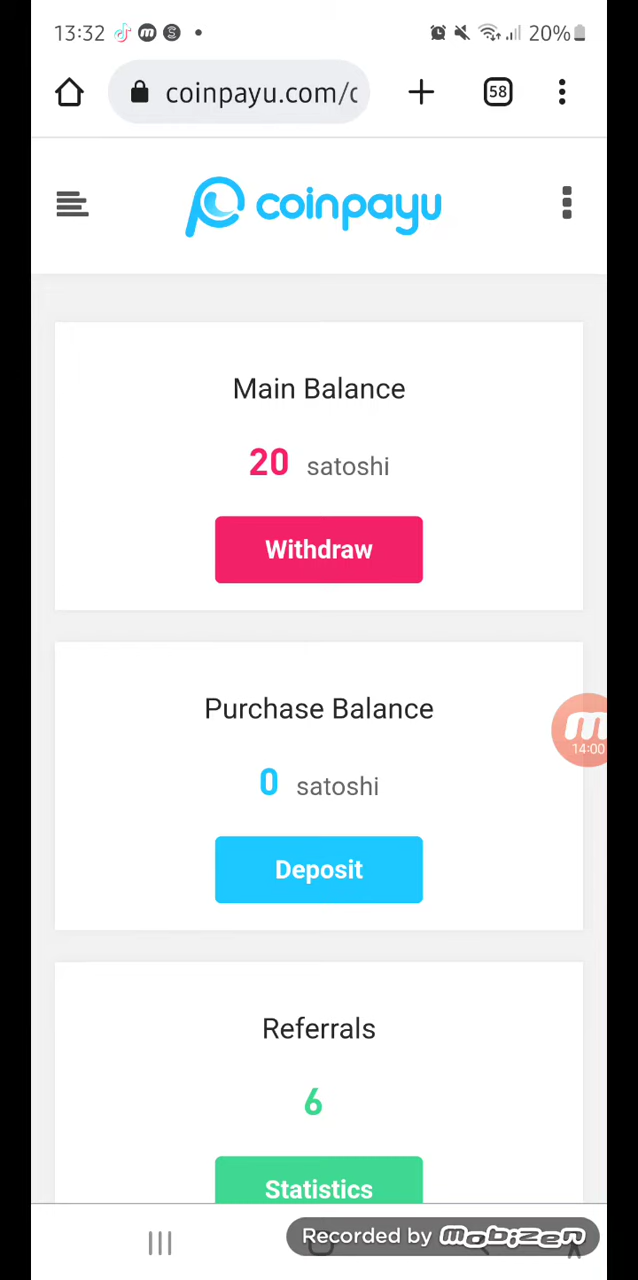 13:32
20%
coinpayu.com/c
58
coinpayu
Main Balance
20 satoshi
Withdraw
Purchase Balance
0 satoshi
Deposit
14:00
Referrals
6
Statistics
Recorded by mobizen